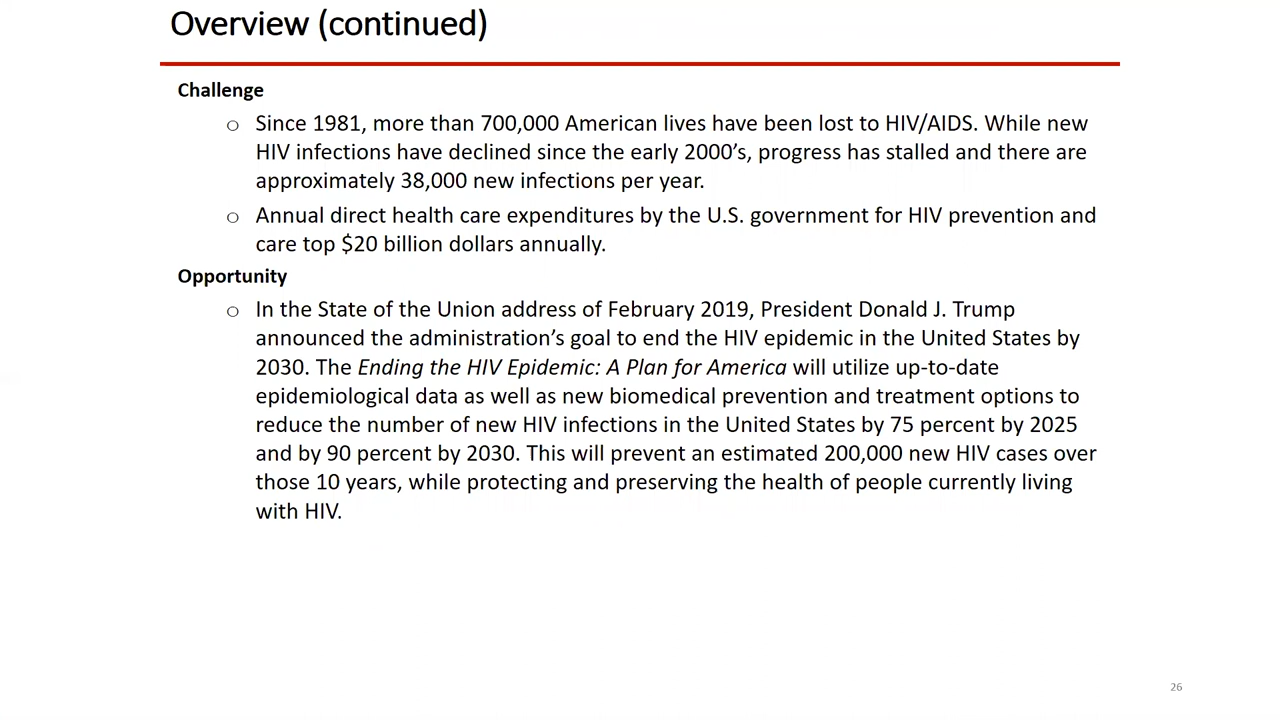 Overview (continued)
Challenge
○ Since 1981, more than 700,000 American lives have been lost to HIV/AIDS. While new
HIV infections have declined since the early 2000’s, progress has stalled and there are
approximately 38,000 new infections per year.
○ Annual direct health care expenditures by the U.S. government for HIV prevention and
care top $20 billion dollars annually.
Opportunity
○ In the State of the Union address of February 2019, President Donald J. Trump
announced the administration’s goal to end the HIV epidemic in the United States by
2030. The Ending the HIV Epidemic: A Plan for America will utilize up-to-date
epidemiological data as well as new biomedical prevention and treatment options to
reduce the number of new HIV infections in the United States by 75 percent by 2025
and by 90 percent by 2030. This will prevent an estimated 200,000 new HIV cases over
those 10 years, while protecting and preserving the health of people currently living
with HIV.
26